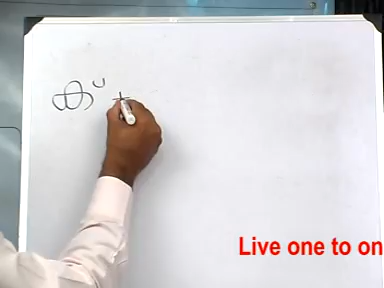 ക് +
Live one to on